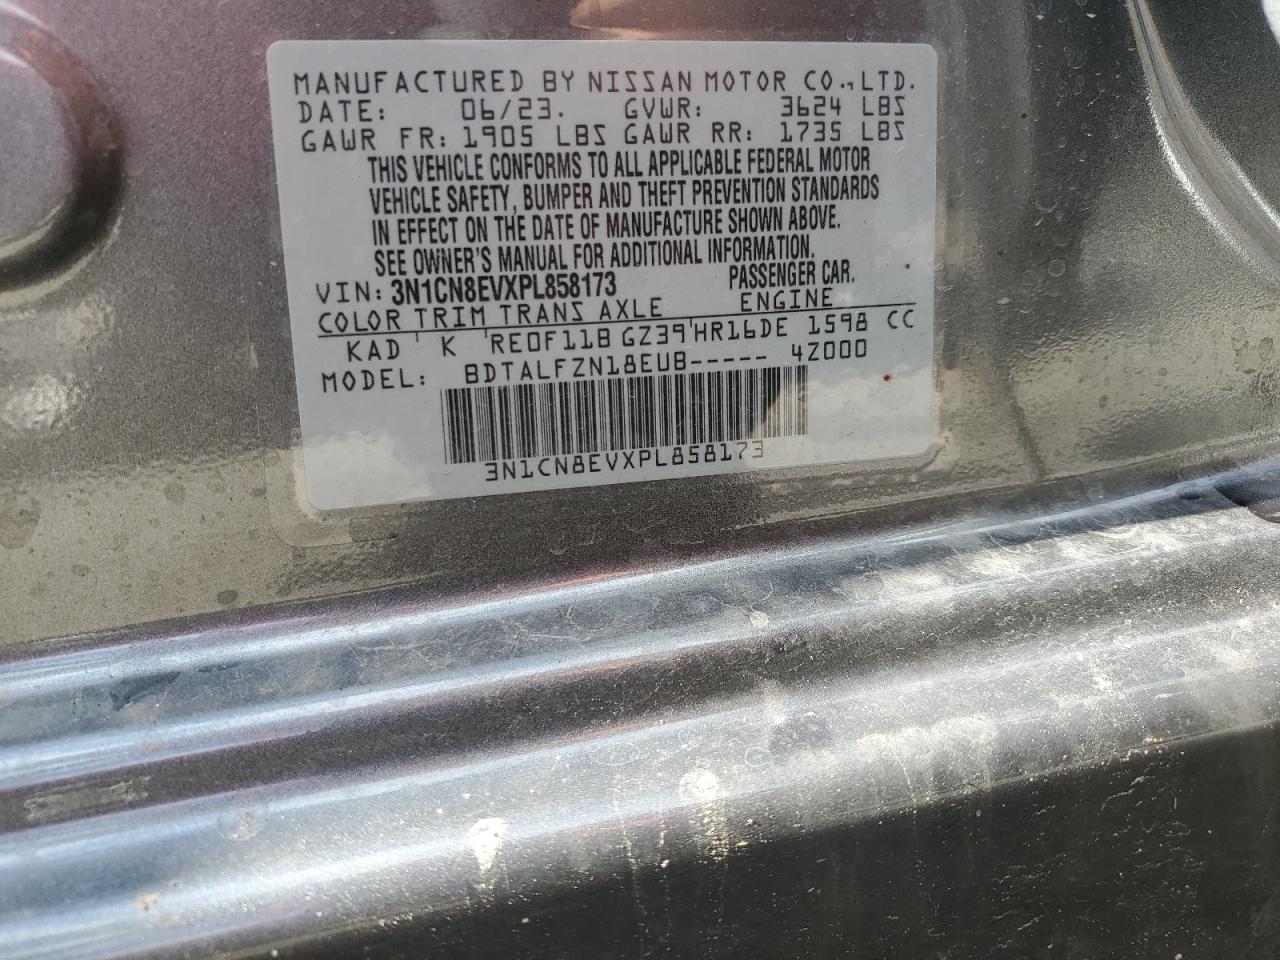 MANUFACTURED BY NISSAN MOTOR CO., LTD.
DATE: 06/23. GVWR: 3624 LBS
GAWR FR: 1905 LBS GAWR RR: 1735 LBS
THIS VEHICLE CONFORMS TO ALL APPLICABLE FEDERAL MOTOR
VEHICLE SAFETY, BUMPER AND THEFT PREVENTION STANDARDS
IN EFFECT ON THE DATE OF MANUFACTURE SHOWN ABOVE.
SEE OWNER'S MANUAL FOR ADDITIONAL INFORMATION.
VIN: 3N1CN8EVXPL858173 PASSENGER CAR.
COLOR TRIM TRANS AXLE ENGINE
KAD ' K ' RE0F11B GZ39 ' HR16DE 1598 CC
MODEL: BDTALFZN18EUB----- 4Z000
3N1CN8EVXPL858173